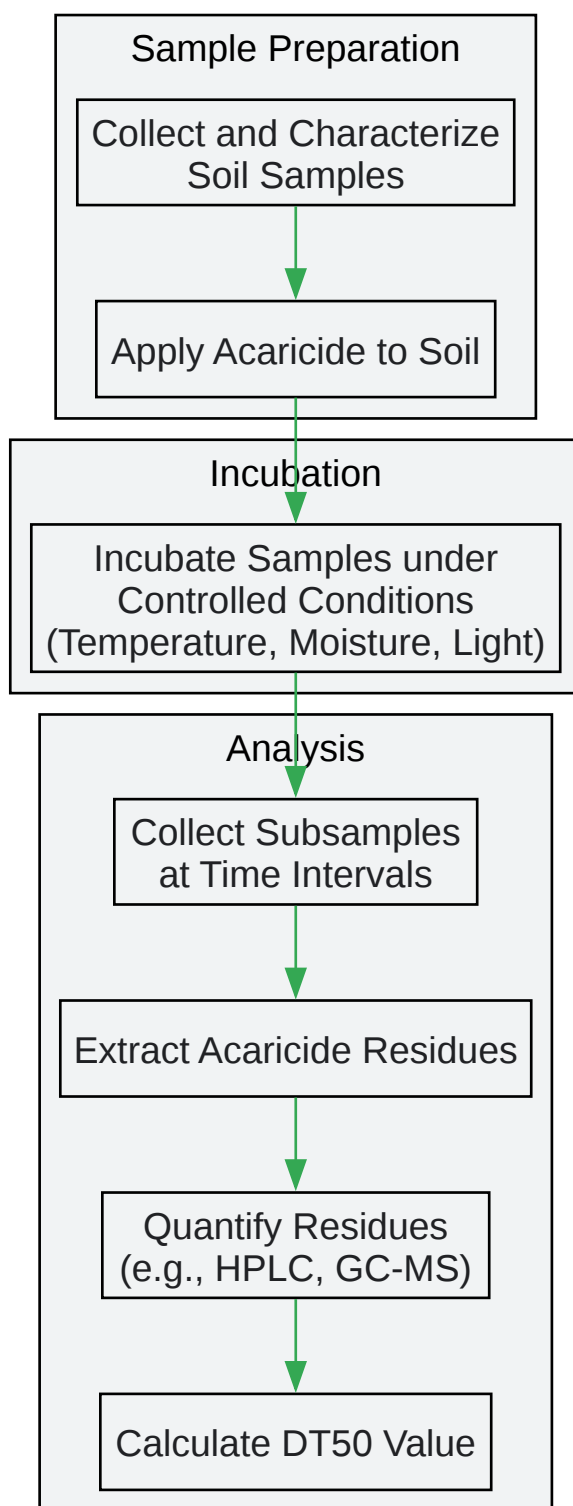 Sample Preparation
Collect and Characterize
Soil Samples
Apply Acaricide to Soil
Incubation
Incubate Samples under
Controlled Conditions
(Temperature, Moisture, Light)
Analysis
Collect Subsamples
at Time Intervals
Extract Acaricide Residues
Quantify Residues
(e.g., HPLC, GC-MS)
Calculate DT50 Value